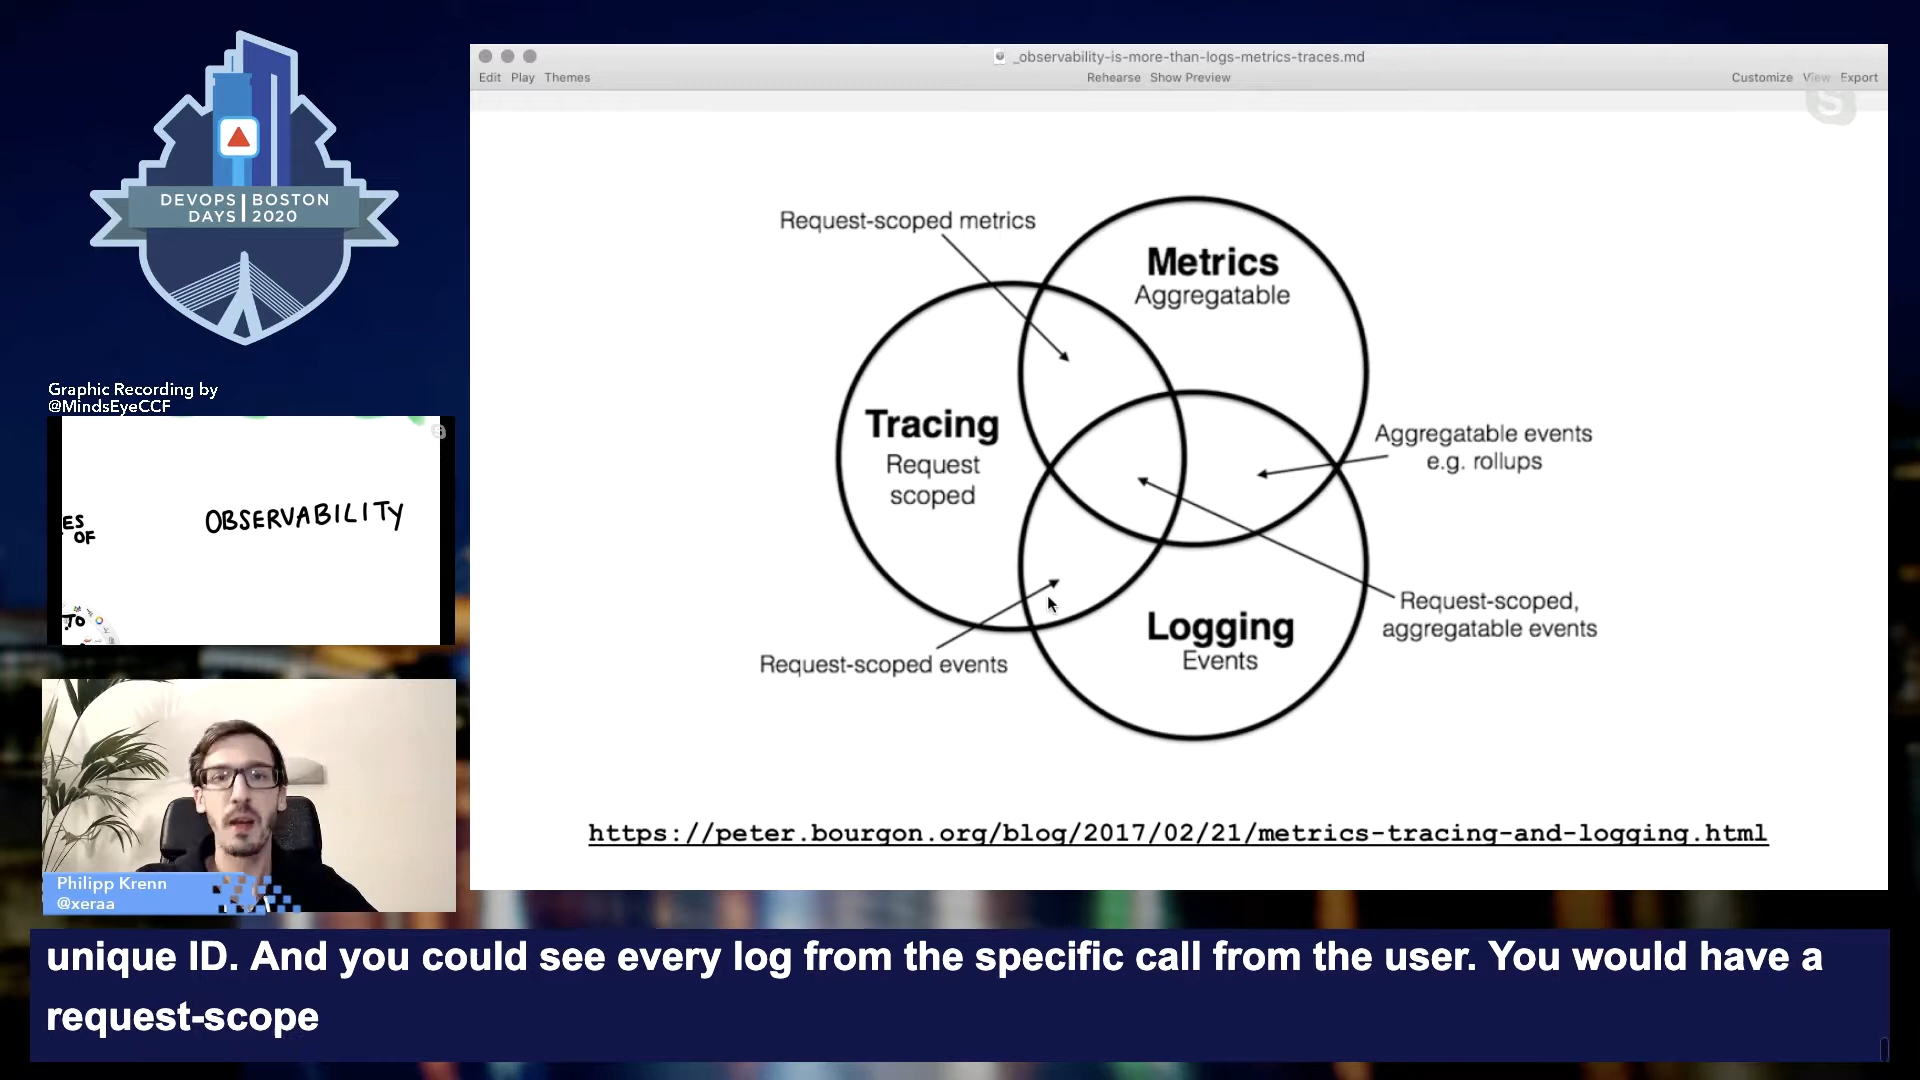 DEVOPS BOSTON
DAYS 2020
Graphic Recording by
@MindsEyeCCF
ES
OF
OBSERVABILITY
TO
Philipp Krenn
@xeraa
_observability-is-more-than-logs-metrics-traces.md
Edit Play Themes
Rehearse Show Preview
Customize View Export
Request-scoped metrics
Metrics
Aggregatable
Tracing
Request
scoped
Aggregatable events
e.g. rollups
Request-scoped,
aggregatable events
Logging
Events
Request-scoped events
https://peter.bourgon.org/blog/2017/02/21/metrics-tracing-and-logging.html
unique ID. And you could see every log from the specific call from the user. You would have a
request-scope